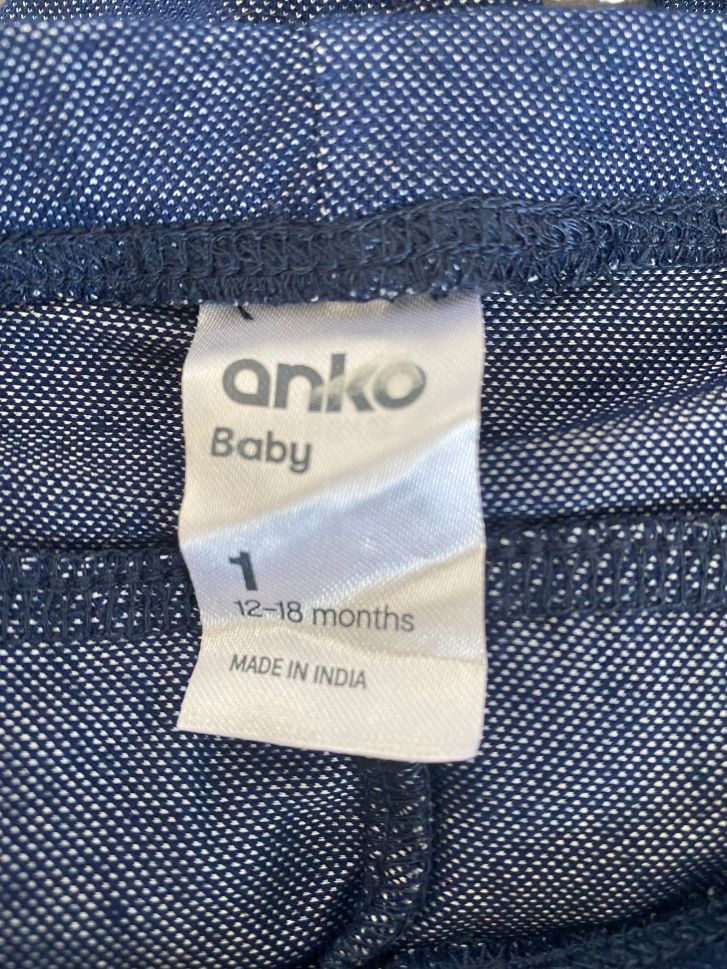 anko
Baby
1
12-18 months
MADE IN INDIA